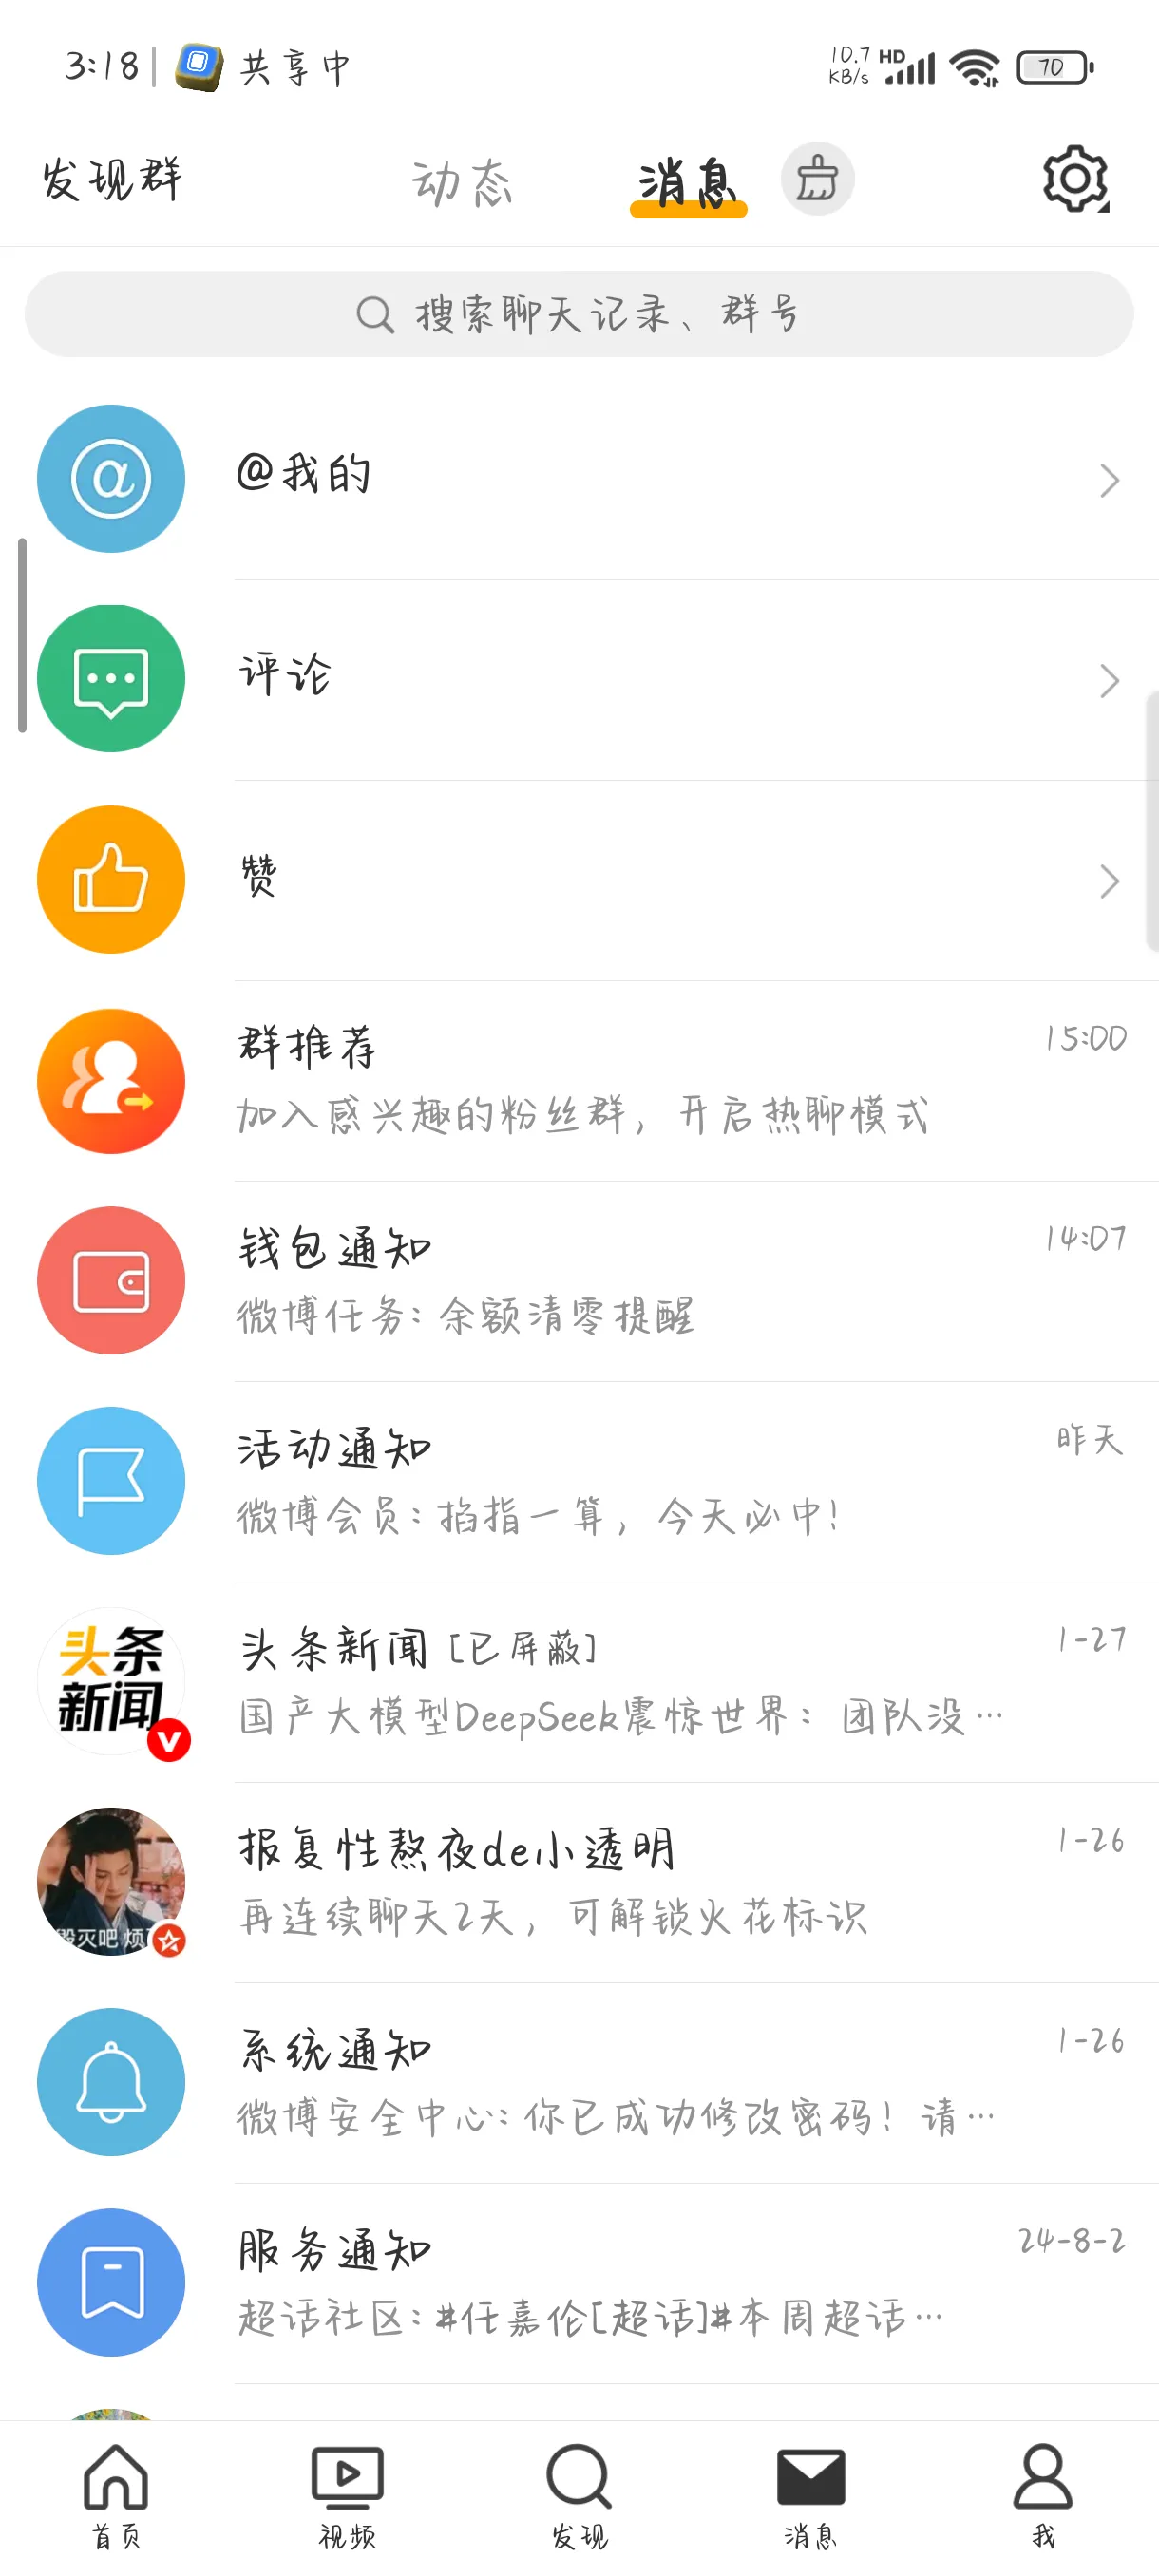 3:18 共享中 10.7 KB/s HD 70
发现群 动态 消息
搜索聊天记录、群号
@我的
评论
赞
群推荐 15:00
加入感兴趣的粉丝群，开启热聊模式
钱包通知 14:07
微博任务: 余额清零提醒
活动通知 昨天
微博会员: 掐指一算，今天必中!
头条新闻
头条新闻 [已屏蔽] 1-27
国产大模型DeepSeek震惊世界：团队没…
报复性熬夜de小透明 1-26
毁灭吧 烦
再连续聊天2天，可解锁火花标识
系统通知 1-26
微博安全中心: 你已成功修改密码！请…
服务通知 24-8-2
超话社区: #任嘉伦[超话]#本周超话…
首页 视频 发现 消息 我